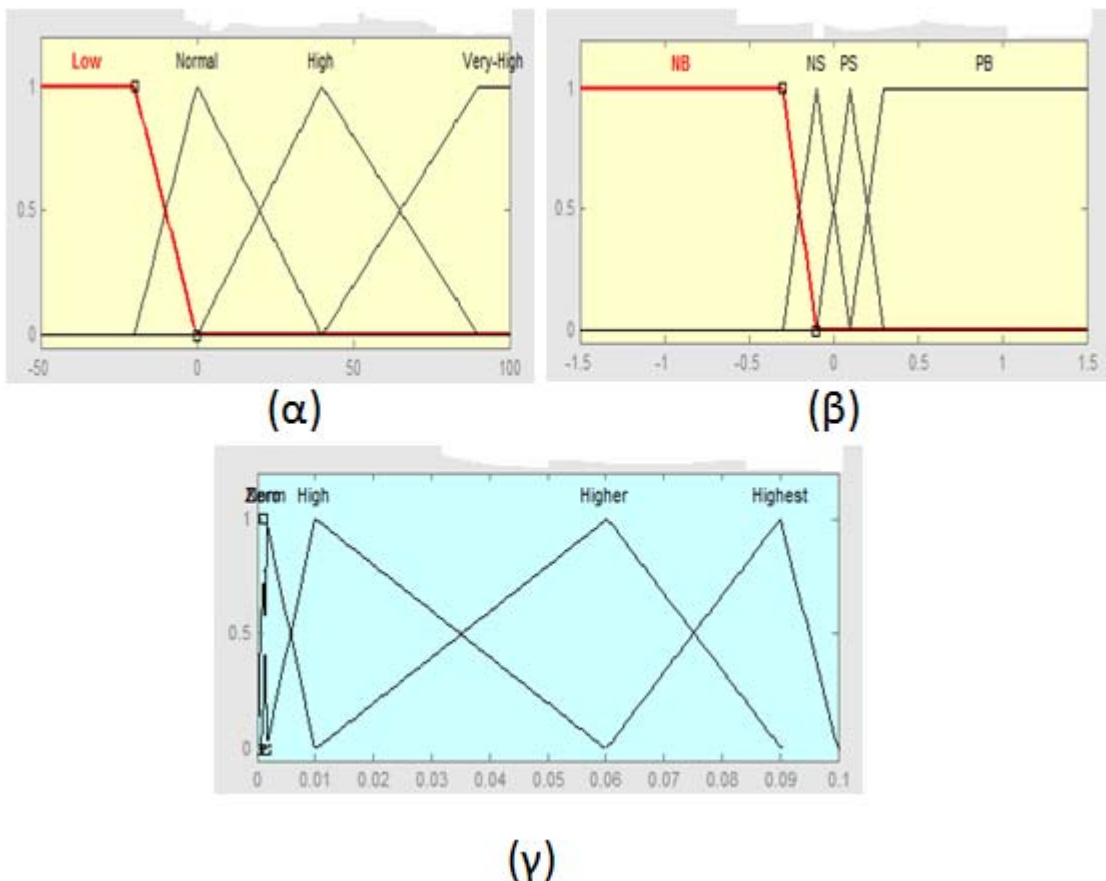 Low Normal High Very-High
1
0.5
0
-50 0 50 100
(α)
NB NS PS PB
1
0.5
0
-1.5 -1 -0.5 0 0.5 1 1.5
(β)
High Higher Highest
1
0.5
0
0 0.01 0.02 0.03 0.04 0.05 0.06 0.07 0.08 0.09 0.1
(γ)